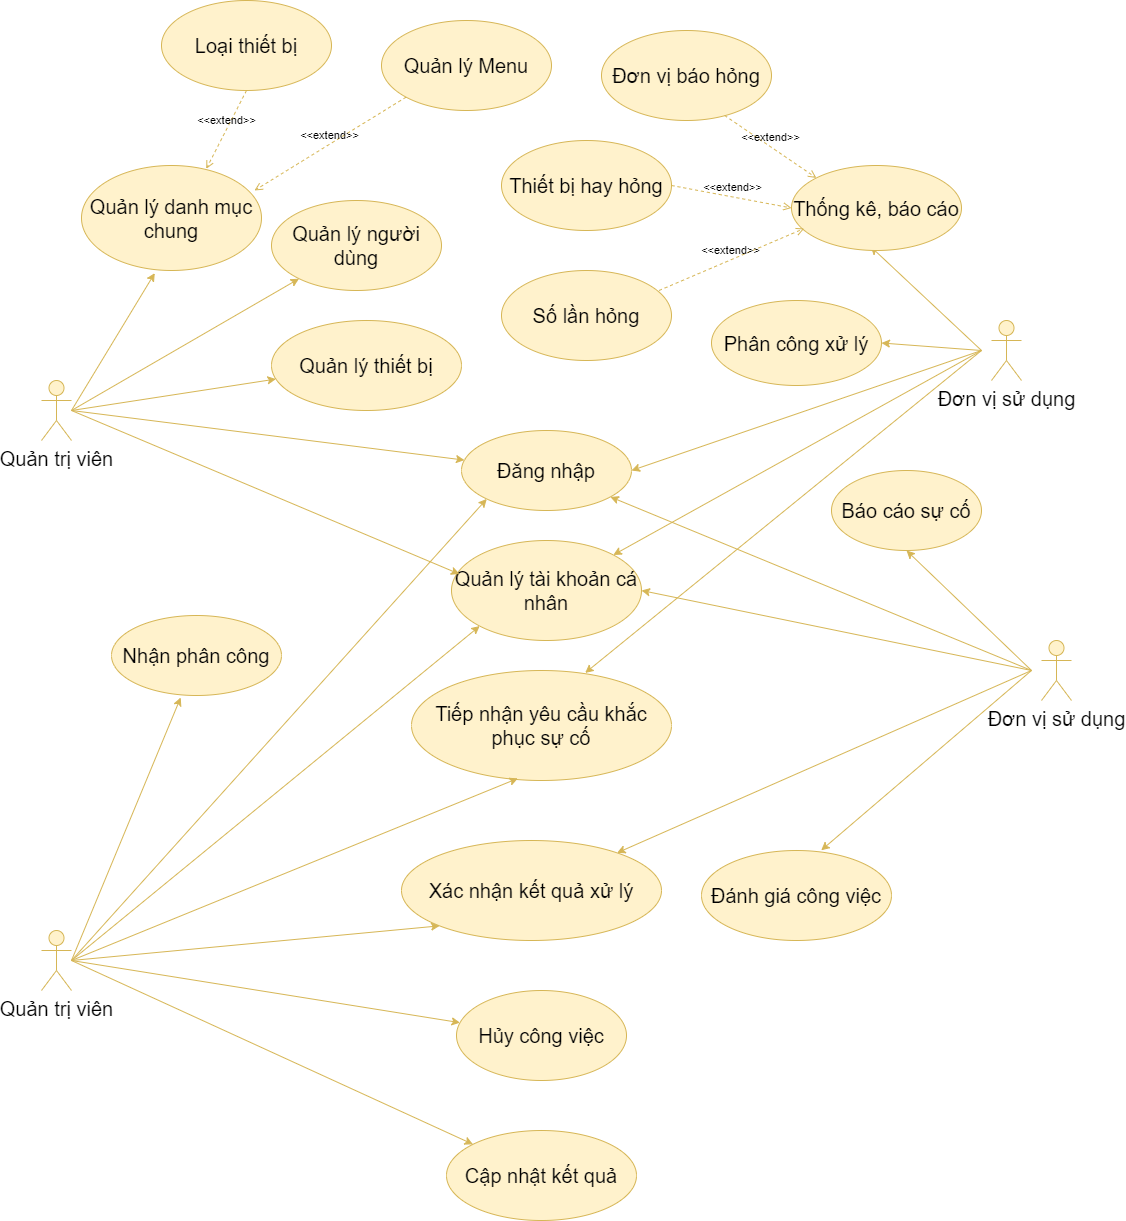 Loại thiết bị
Quản lý Menu
Đơn vị báo hỏng
<<extend>>
<<extend>>
<<extend>>
Thiết bị hay hỏng
<<extend>>
Quản lý danh mục
chung
Thống kê, báo cáo
Quản lý người
dùng
<<extend>>
Số lần hỏng
Phân công xử lý
Quản lý thiết bị
Đơn vị sử dụng
Quản trị viên
Đăng nhập
Báo cáo sự cố
Quản lý tài khoản cá
nhân
Nhận phân công
Tiếp nhận yêu cầu khắc
phục sự cố
Đơn vị sử dụng
Xác nhận kết quả xử lý
Đánh giá công việc
Quản trị viên
Hủy công việc
Cập nhật kết quả